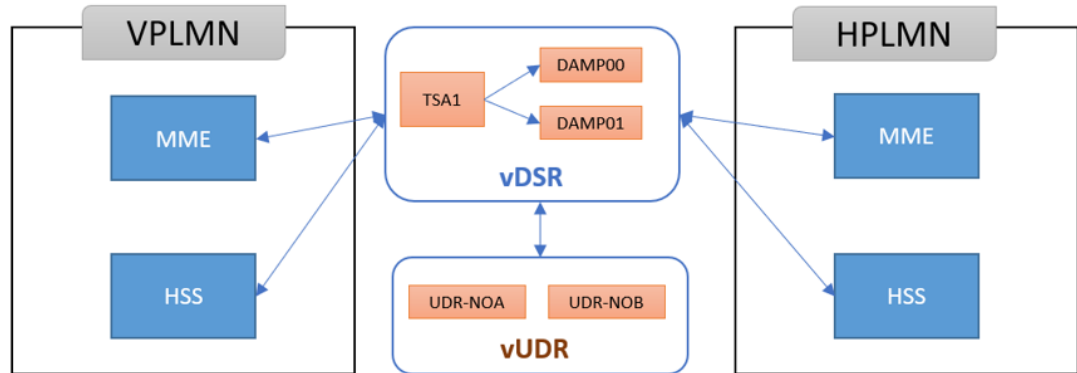 VPLMN
MME
HSS
TSA1
DAMP00
DAMP01
vDSR
UDR-NOA
UDR-NOB
vUDR
HPLMN
MME
HSS